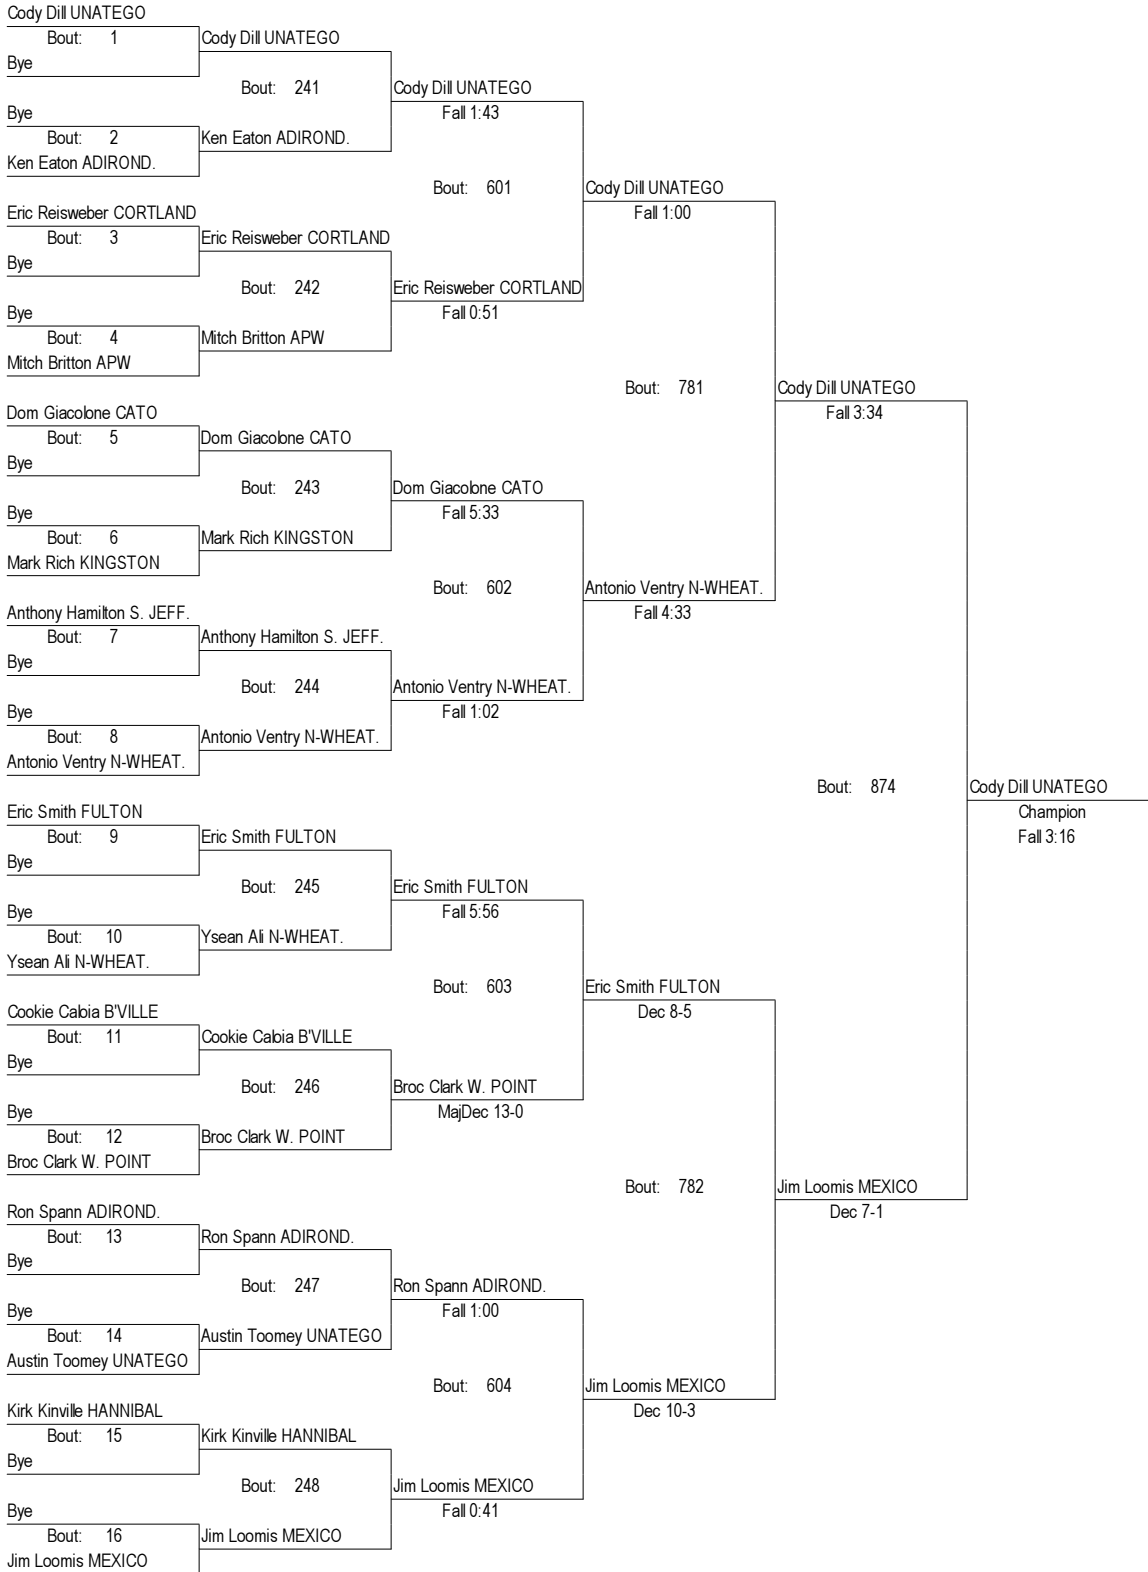 Cody Dill UNATEGO
Bout: 1
Cody Dill UNATEGO
Bye
Bout: 241
Cody Dill UNATEGO
Bye
Fall 1:43
Bout: 2
Ken Eaton ADIROND.
Ken Eaton ADIROND.
Bout: 601
Cody Dill UNATEGO
Eric Reisweber CORTLAND
Fall 1:00
Bout: 3
Eric Reisweber CORTLAND
Bye
Bout: 242
Eric Reisweber CORTLAND
Bye
Fall 0:51
Bout: 4
Mitch Britton APW
Mitch Britton APW
Bout: 781
Cody Dill UNATEGO
Dom Giacolone CATO
Fall 3:34
Bout: 5
Dom Giacolone CATO
Bye
Bout: 243
Dom Giacolone CATO
Bye
Fall 5:33
Bout: 6
Mark Rich KINGSTON
Mark Rich KINGSTON
Bout: 602
Antonio Ventry N-WHEAT.
Anthony Hamilton S. JEFF.
Fall 4:33
Bout: 7
Anthony Hamilton S. JEFF.
Bye
Bout: 244
Antonio Ventry N-WHEAT.
Bye
Fall 1:02
Bout: 8
Antonio Ventry N-WHEAT.
Antonio Ventry N-WHEAT.
Bout: 874
Cody Dill UNATEGO
Eric Smith FULTON
Champion
Bout: 9
Eric Smith FULTON
Fall 3:16
Bye
Bout: 245
Eric Smith FULTON
Bye
Fall 5:56
Bout: 10
Ysean Ali N-WHEAT.
Ysean Ali N-WHEAT.
Bout: 603
Eric Smith FULTON
Cookie Cabia B'VILLE
Dec 8-5
Bout: 11
Cookie Cabia B'VILLE
Bye
Bout: 246
Broc Clark W. POINT
Bye
MajDec 13-0
Bout: 12
Broc Clark W. POINT
Broc Clark W. POINT
Bout: 782
Jim Loomis MEXICO
Ron Spann ADIROND.
Dec 7-1
Bout: 13
Ron Spann ADIROND.
Bye
Bout: 247
Ron Spann ADIROND.
Bye
Fall 1:00
Bout: 14
Austin Toomey UNATEGO
Austin Toomey UNATEGO
Bout: 604
Jim Loomis MEXICO
Kirk Kinville HANNIBAL
Dec 10-3
Bout: 15
Kirk Kinville HANNIBAL
Bye
Bout: 248
Jim Loomis MEXICO
Bye
Fall 0:41
Bout: 16
Jim Loomis MEXICO
Jim Loomis MEXICO